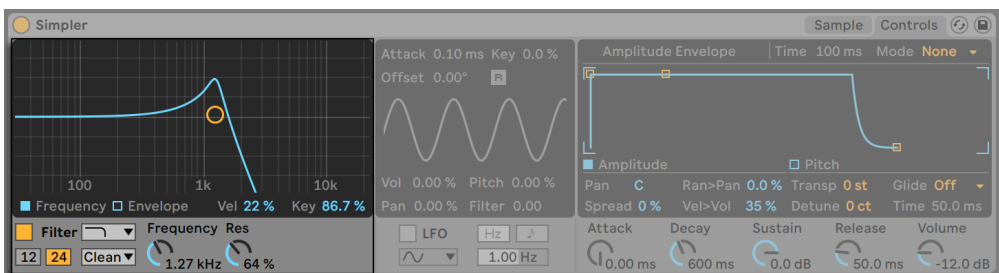 Simpler Sample Controls
Attack 0.10 ms Key 0.0 %
Offset 0.00° R
Amplitude Envelope Time 100 ms Mode None
100 1k 10k
Frequency Envelope Vel 22 % Key 86.7 %
Vol 0.00 % Pitch 0.00 %
Pan 0.00 % Filter 0.00
Amplitude Pitch
Pan C Ran>Pan 0.0 % Transp 0 st Glide Off
Spread 0 % Vel>Vol 35 % Detune 0 ct Time 50.0 ms
Filter Frequency Res
12 24 Clean 1.27 kHz 64 %
LFO Hz
1.00 Hz
Attack Decay Sustain Release Volume
0.00 ms 600 ms 0.0 dB 50.0 ms -12.0 dB